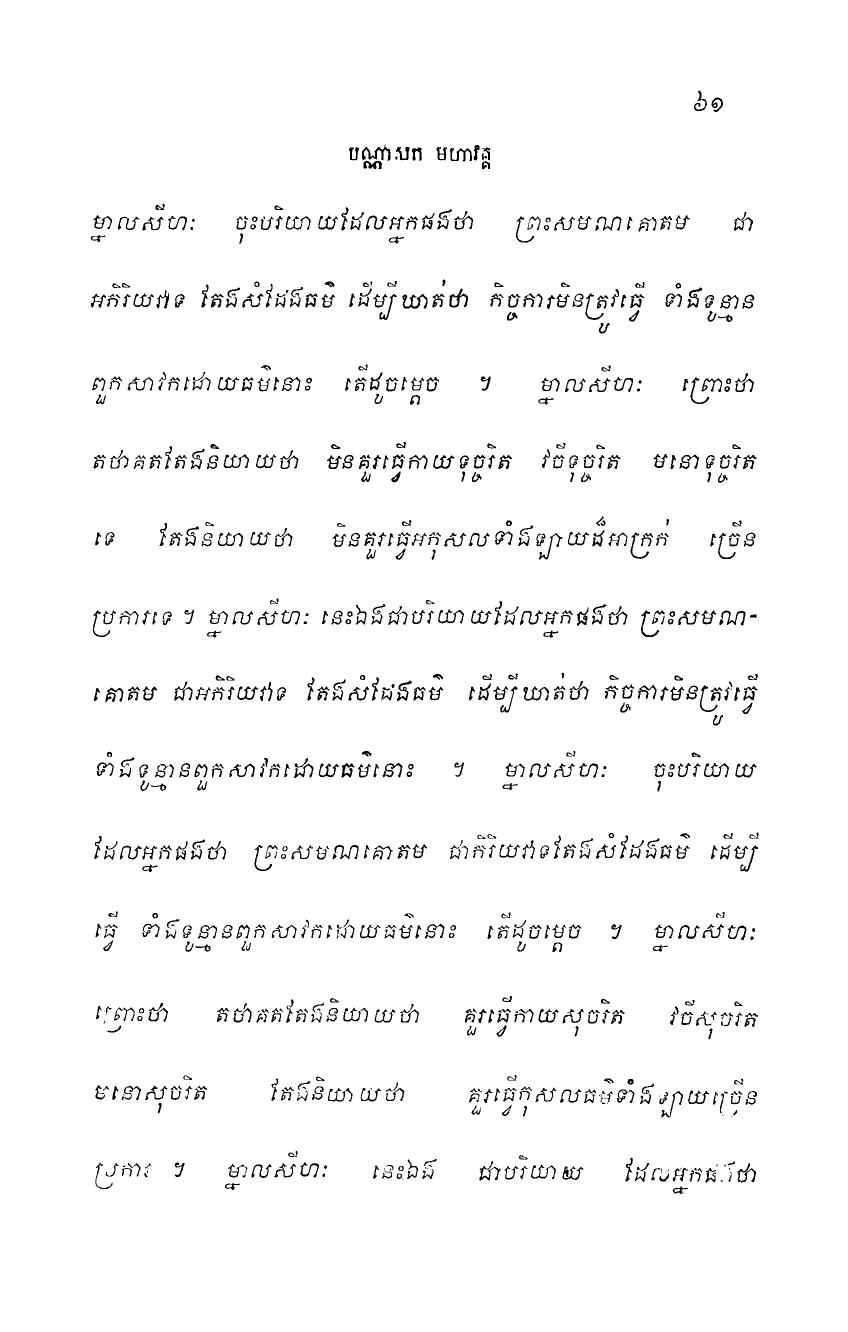 ៦១
បណ្ណាសក មហាវគ្គ
ម្នាលសីហៈ ចុះបរិយាយដែលអ្នកផងថា ព្រះសមណគោតម ជា
អកិរិយវាទ តែងសំដែងធម៌ ដើម្បីឃាត់ថា កិច្ចការមិនត្រូវធ្វើ ទាំងទូន្មាន
ពួកសាវកដោយធម៌នោះ តើដូចម្តេច ។ ម្នាលសីហៈ ព្រោះថា
តថាគតតែងនិយាយថា មិនគួរធ្វើកាយទុច្ចរិត វចីទុច្ចរិត មនោទុច្ចរិត
ទេ តែងនិយាយថា មិនគួរធ្វើអកុសលទាំងឡាយដ៏អាក្រក់ ច្រើន
ប្រការទេ ។ ម្នាលសីហៈ នេះឯងជាបរិយាយដែលអ្នកផងថា ព្រះសមណ-
គោតម ជាអកិរិយវាទ តែងសំដែងធម៌ ដើម្បីឃាត់ថា កិច្ចការមិនត្រូវធ្វើ
ទាំងទូន្មានពួកសាវកដោយធម៌នោះ ។ ម្នាលសីហៈ ចុះបរិយាយ
ដែលអ្នកផងថា ព្រះសមណគោតម ជាកិរិយវាទតែងសំដែងធម៌ ដើម្បី
ធ្វើ ទាំងទូន្មានពួកសាវកដោយធម៌នោះ តើដូចម្តេច ។ ម្នាលសីហៈ
ព្រោះថា តថាគតតែងនិយាយថា គួរធ្វើកាយសុចរិត វចីសុចរិត
មនោសុចរិត តែងនិយាយថា គួរធ្វើកុសលធម៌ទាំងឡាយច្រើន
ប្រការ ។ ម្នាលសីហៈ នេះឯង ជាបរិយាយ ដែលអ្នកផងថា